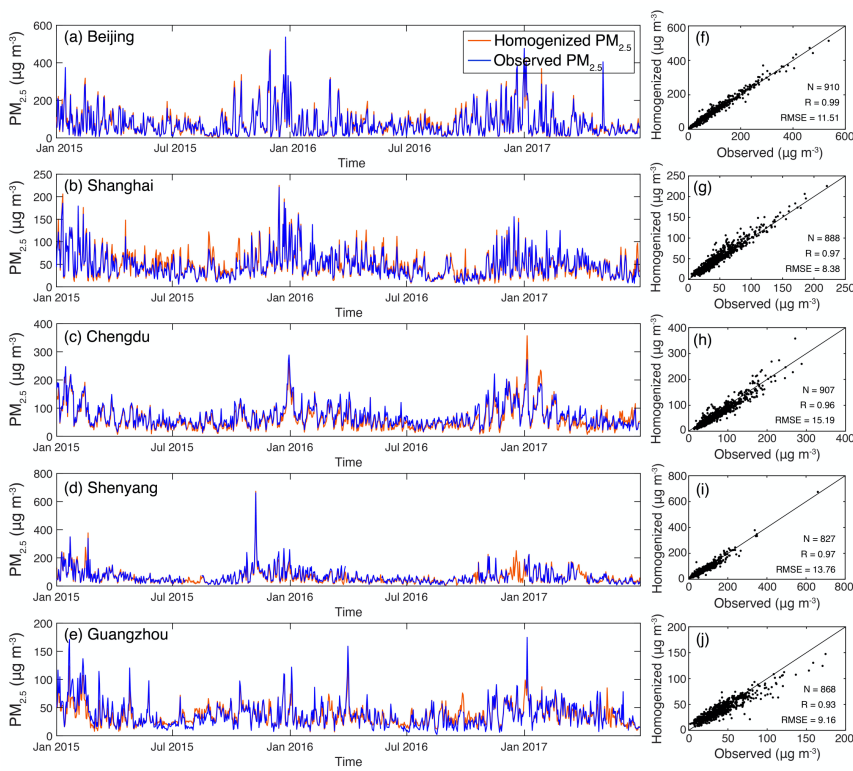 (a) Beijing
Homogenized PM2.5
Observed PM2.5
PM2.5 (µg m-3)
600
400
200
0
Jan 2015
Jul 2015
Jan 2016
Jul 2016
Jan 2017
Time
(f)
Homogenized (µg m-3)
600
400
200
0
N = 910
R = 0.99
RMSE = 11.51
0
200
400
600
Observed (µg m-3)
(b) Shanghai
PM2.5 (µg m-3)
250
200
150
100
50
0
Jan 2015
Jul 2015
Jan 2016
Jul 2016
Jan 2017
Time
(g)
Homogenized (µg m-3)
250
200
150
100
50
0
N = 888
R = 0.97
RMSE = 8.38
0
50
100
150
200
250
Observed (µg m-3)
(c) Chengdu
PM2.5 (µg m-3)
400
300
200
100
0
Jan 2015
Jul 2015
Jan 2016
Jul 2016
Jan 2017
Time
(h)
Homogenized (µg m-3)
400
300
200
100
0
N = 907
R = 0.96
RMSE = 15.19
0
100
200
300
400
Observed (µg m-3)
(d) Shenyang
PM2.5 (µg m-3)
800
600
400
200
0
Jan 2015
Jul 2015
Jan 2016
Jul 2016
Jan 2017
Time
(i)
Homogenized (µg m-3)
800
600
400
200
0
N = 827
R = 0.97
RMSE = 13.76
0
200
400
600
800
Observed (µg m-3)
(e) Guangzhou
PM2.5 (µg m-3)
200
150
100
50
0
Jan 2015
Jul 2015
Jan 2016
Jul 2016
Jan 2017
Time
(j)
Homogenized (µg m-3)
200
150
100
50
0
N = 868
R = 0.93
RMSE = 9.16
0
50
100
150
200
Observed (µg m-3)